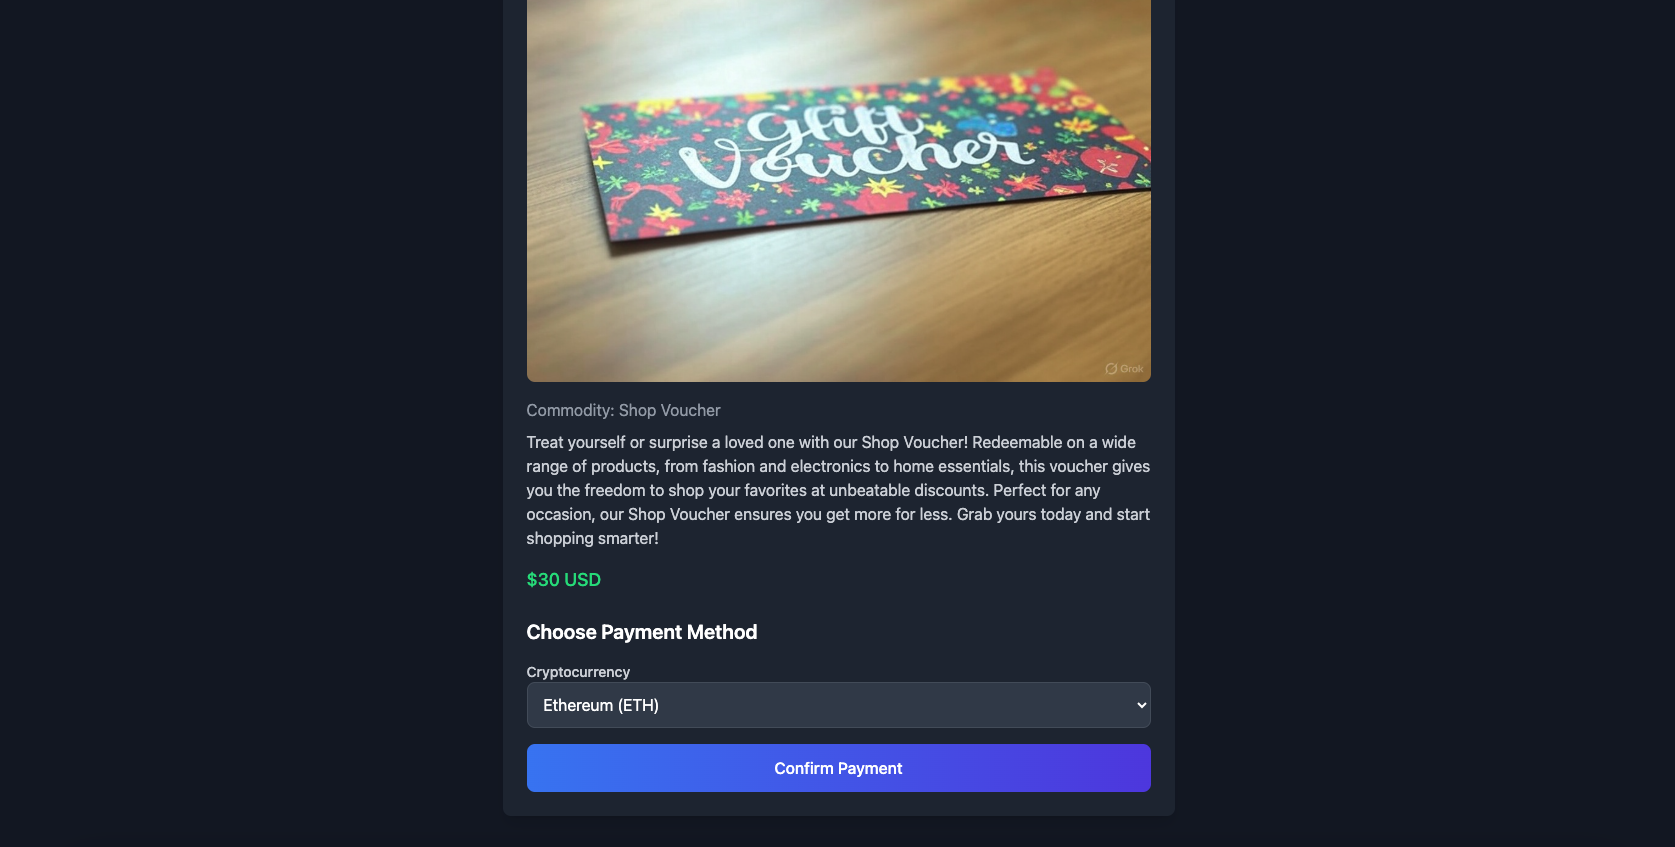 Gift
Voucher
Grok
Commodity: Shop Voucher
Treat yourself or surprise a loved one with our Shop Voucher! Redeemable on a wide
range of products, from fashion and electronics to home essentials, this voucher gives
you the freedom to shop your favorites at unbeatable discounts. Perfect for any
occasion, our Shop Voucher ensures you get more for less. Grab yours today and start
shopping smarter!
$30 USD
Choose Payment Method
Cryptocurrency
Ethereum (ETH)
Confirm Payment